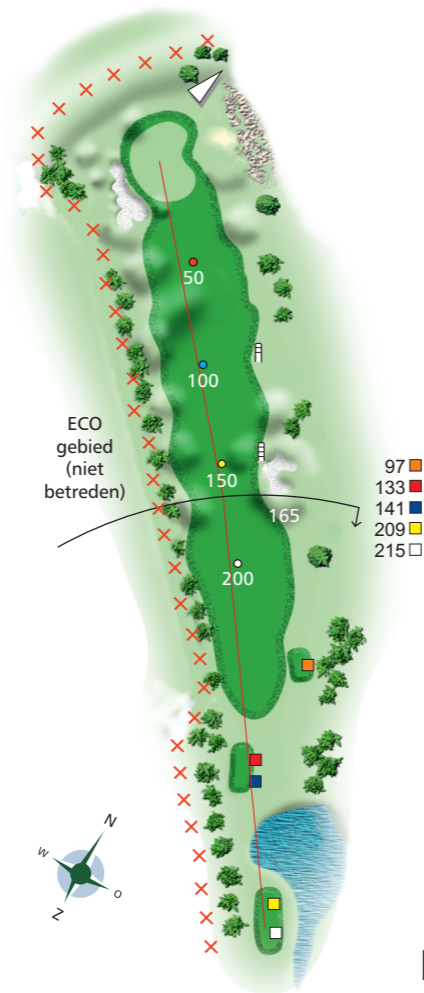 50
100
ECO
gebied
(niet
betreden)
150
165
200
97
133
141
209
215
N
W
O
Z